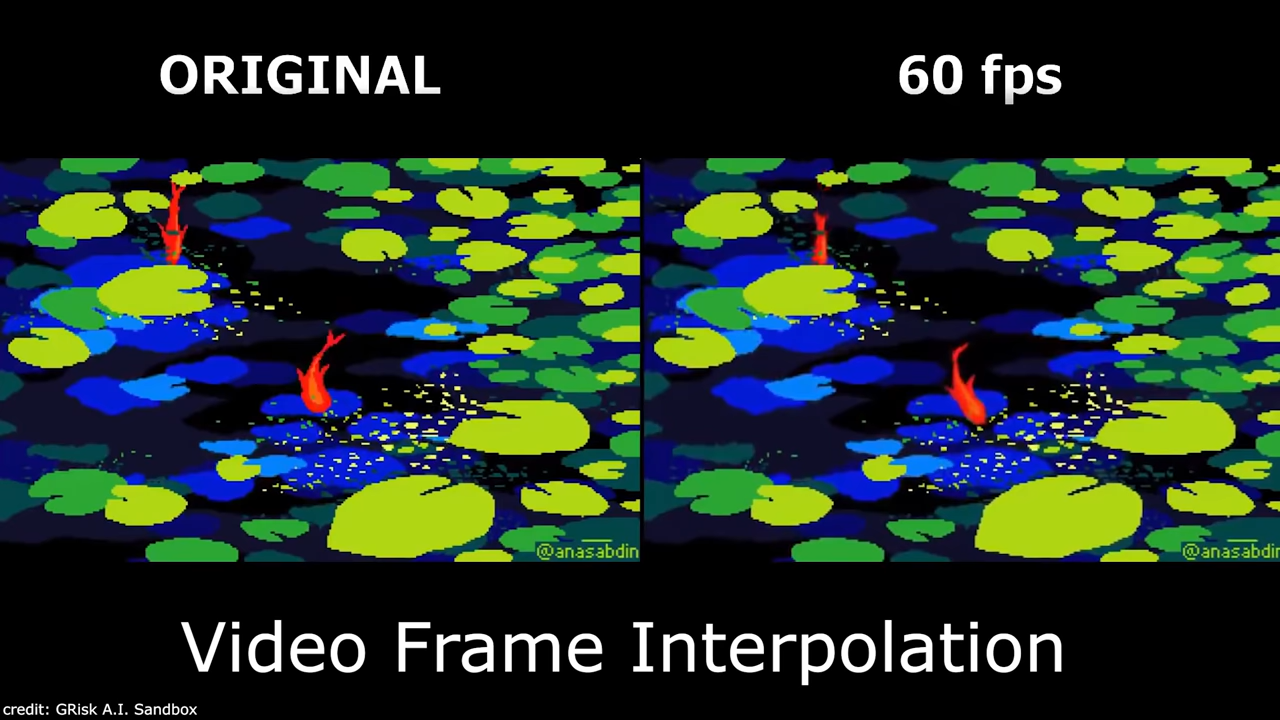 ORIGINAL
60 fps
@anasabdin
@anasabdin
Video Frame Interpolation
credit: GRisk A.I. Sandbox